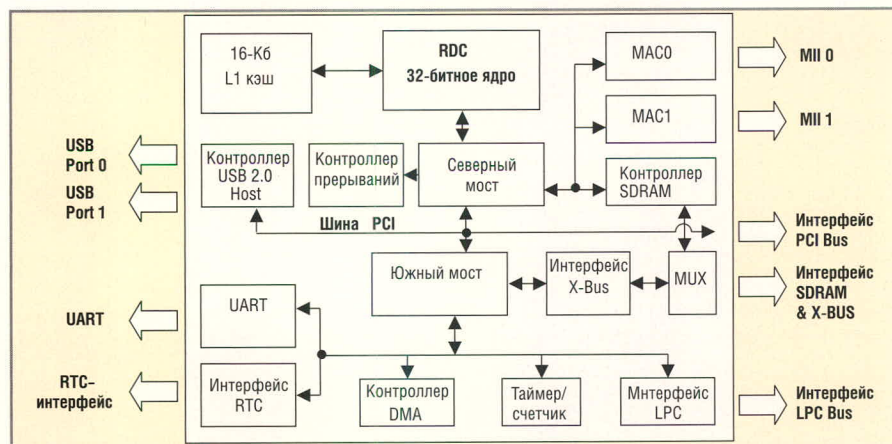 16-Кб
L1 кэш
RDC
32-битное ядро
MAC0
MII 0
MAC1
MII 1
USB
Port 0
USB
Port 1
Контроллер
USB 2.0
Host
Контроллер
прерываний
Северный
мост
Контроллер
SDRAM
Шина PCI
Интерфейс
PCI Bus
Южный мост
Интерфейс
X-Bus
MUX
Интерфейс
SDRAM
& X-BUS
UART
UART
RTC–
интерфейс
Интерфейс
RTC
Контроллер
DMA
Таймер/
счетчик
Мнтерфейс
LPC
Интерфейс
LPC Bus